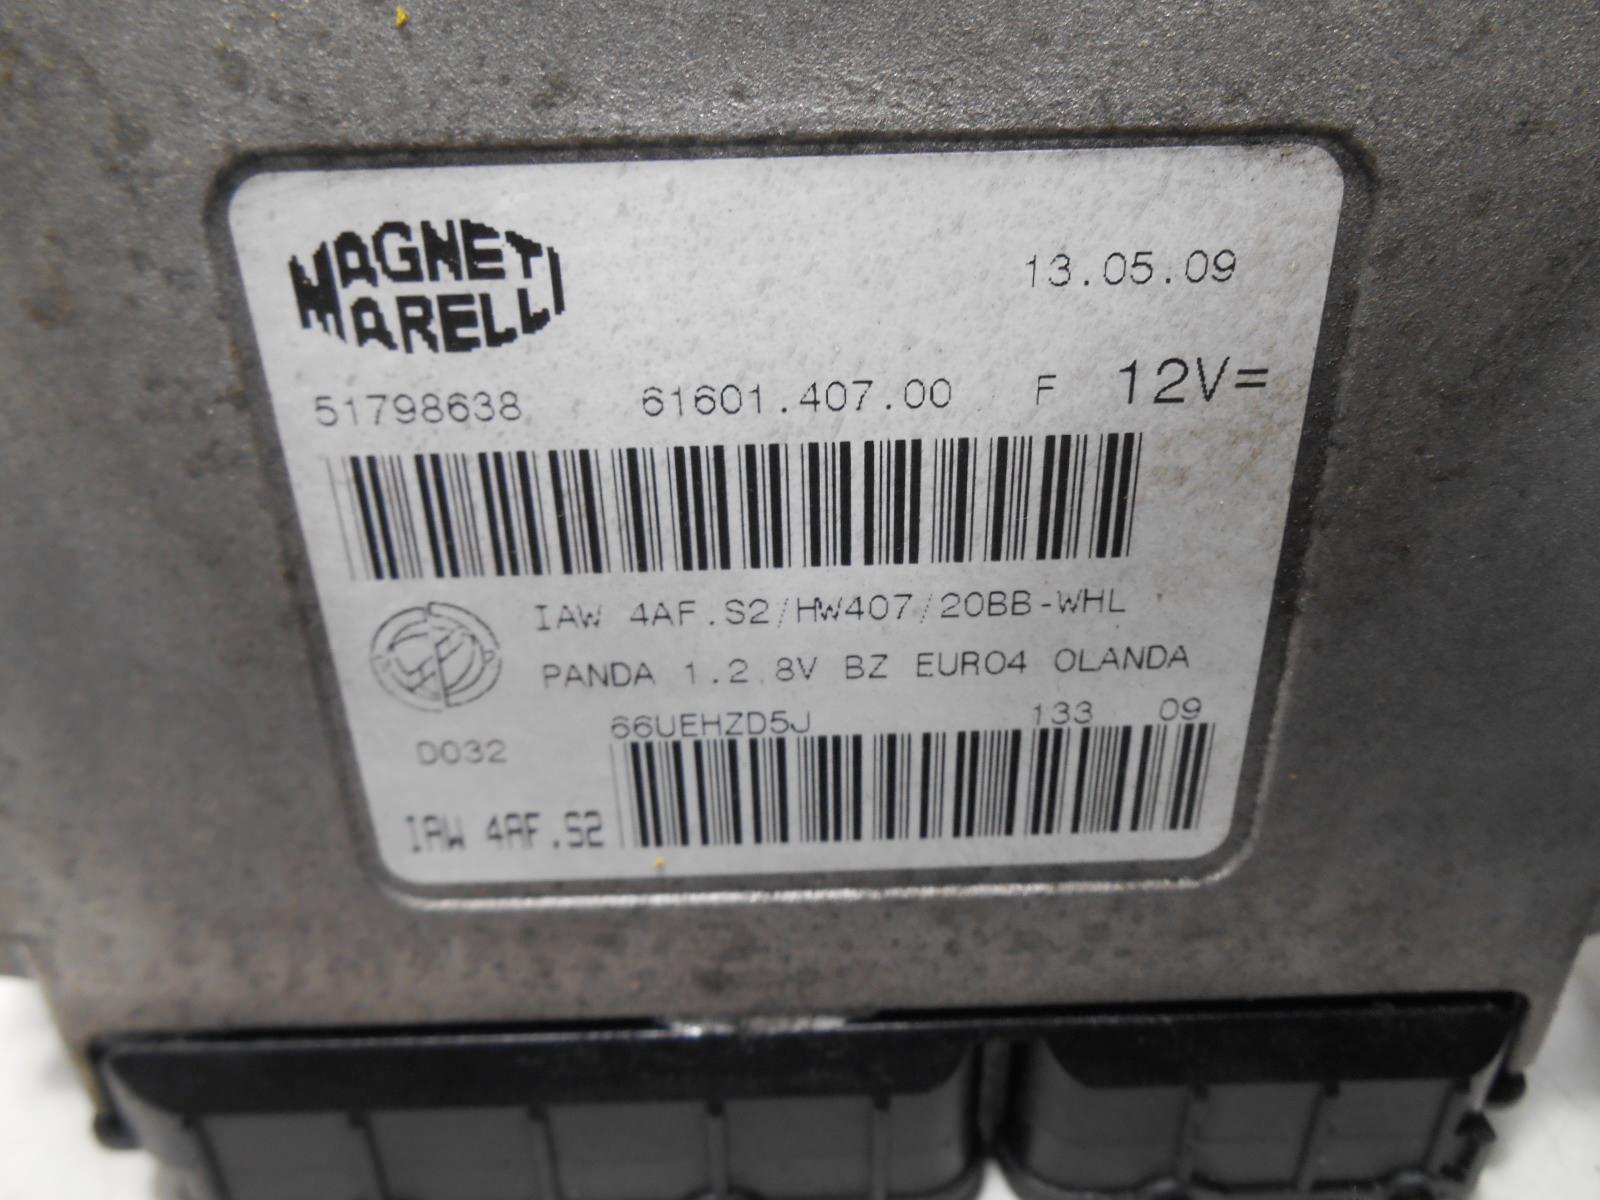 MAGNETI
MARELLI
13.05.09
51798638 61601.407.00 F 12V=
IAW 4AF.S2/HW407/20BB-WHL
PANDA 1.2 8V BZ EURO4 OLANDA
66UEHZD5J 133 09
D032
IAW 4AF.S2